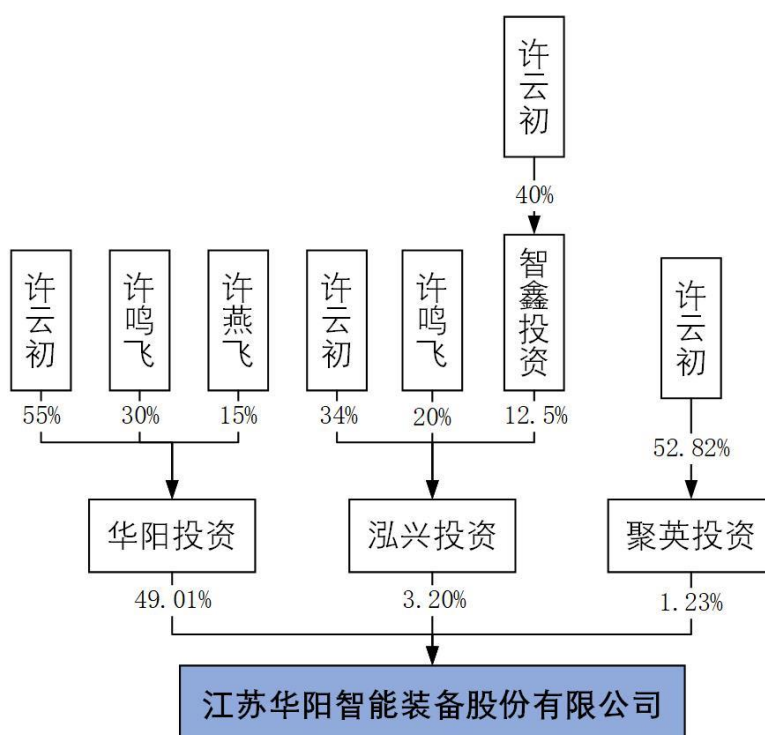 许云初
40%
许云初
许鸣飞
许燕飞
许云初
许鸣飞
智鑫投资
许云初
55%
30%
15%
34%
20%
12.5%
52.82%
华阳投资
泓兴投资
聚英投资
49.01%
3.20%
1.23%
江苏华阳智能装备股份有限公司